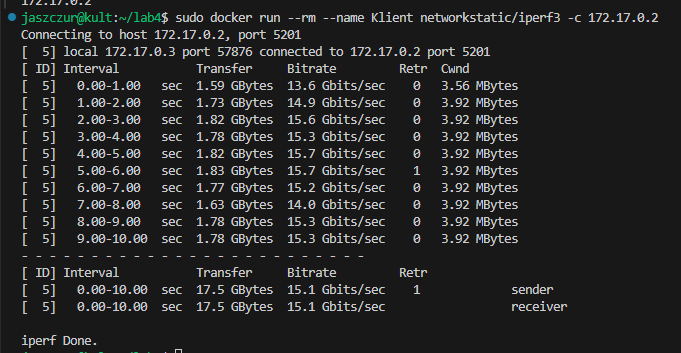 172.17.0.2
jaszczur@kult:~/lab4$ sudo docker run --rm --name Klient networkstatic/iperf3 -c 172.17.0.2
Connecting to host 172.17.0.2, port 5201
[  5] local 172.17.0.3 port 57876 connected to 172.17.0.2 port 5201
[ ID] Interval           Transfer     Bitrate         Retr  Cwnd
[  5]   0.00-1.00   sec  1.59 GBytes  13.6 Gbits/sec    0   3.56 MBytes
[  5]   1.00-2.00   sec  1.73 GBytes  14.9 Gbits/sec    0   3.92 MBytes
[  5]   2.00-3.00   sec  1.82 GBytes  15.6 Gbits/sec    0   3.92 MBytes
[  5]   3.00-4.00   sec  1.78 GBytes  15.3 Gbits/sec    0   3.92 MBytes
[  5]   4.00-5.00   sec  1.82 GBytes  15.7 Gbits/sec    0   3.92 MBytes
[  5]   5.00-6.00   sec  1.83 GBytes  15.7 Gbits/sec    1   3.92 MBytes
[  5]   6.00-7.00   sec  1.77 GBytes  15.2 Gbits/sec    0   3.92 MBytes
[  5]   7.00-8.00   sec  1.63 GBytes  14.0 Gbits/sec    0   3.92 MBytes
[  5]   8.00-9.00   sec  1.78 GBytes  15.3 Gbits/sec    0   3.92 MBytes
[  5]   9.00-10.00  sec  1.78 GBytes  15.3 Gbits/sec    0   3.92 MBytes
- - - - - - - - - - - - - - - - - - - - - - - - -
[ ID] Interval           Transfer     Bitrate         Retr
[  5]   0.00-10.00  sec  17.5 GBytes  15.1 Gbits/sec    1             sender
[  5]   0.00-10.00  sec  17.5 GBytes  15.1 Gbits/sec                  receiver
iperf Done.